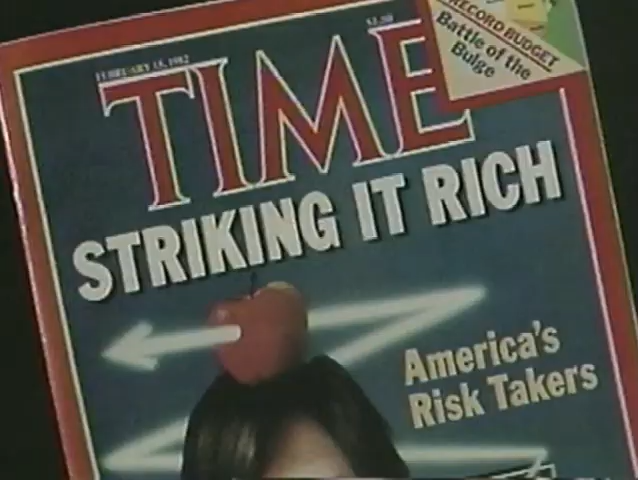 RECORD BUDGET
Battle of the
Bulge
$1.50
FEBRUARY 15, 1982
TIME
STRIKING IT RICH
America's
Risk Takers